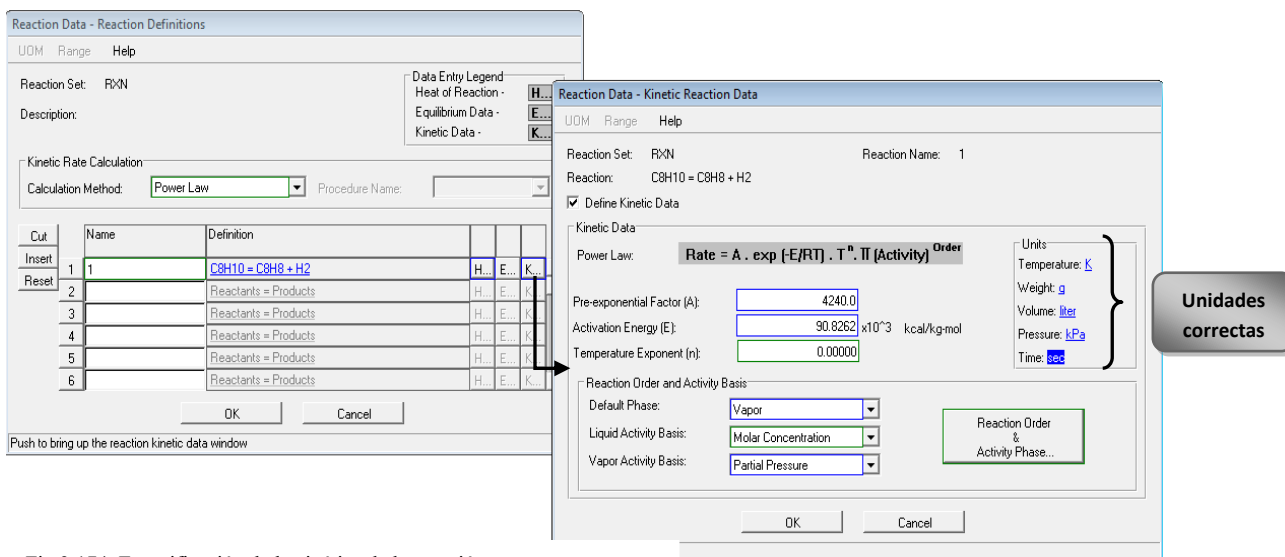 Reaction Data - Reaction Definitions
UOM Range Help
Reaction Set: RXN
Description:
Data Entry Legend
Heat of Reaction - H...
Equilibrium Data - E...
Kinetic Data - K...
Kinetic Rate Calculation
Calculation Method: Power Law Procedure Name:
Cut
Insert
Reset
Name Definition
1 1 C8H10 = C8H8 + H2 H... E... K...
2 Reactants = Products H... E... K...
3 Reactants = Products H... E... K...
4 Reactants = Products H... E... K...
5 Reactants = Products H... E... K...
6 Reactants = Products H... E... K...
OK Cancel
Push to bring up the reaction kinetic data window
Reaction Data - Kinetic Reaction Data
UOM Range Help
Reaction Set: RXN Reaction Name: 1
Reaction: C8H10 = C8H8 + H2
Define Kinetic Data
Kinetic Data
Power Law: Rate = A . exp (-E/RT) . T^n . Π (Activity)^Order
Pre-exponential Factor (A): 4240.0
Activation Energy (E): 90.8262 x10^3 kcal/kg-mol
Temperature Exponent (n): 0.00000
Units
Temperature: K
Weight: g
Volume: liter
Pressure: kPa
Time: sec
Reaction Order and Activity Basis
Default Phase: Vapor
Liquid Activity Basis: Molar Concentration
Vapor Activity Basis: Partial Pressure
Reaction Order
&
Activity Phase...
OK Cancel
Unidades
correctas